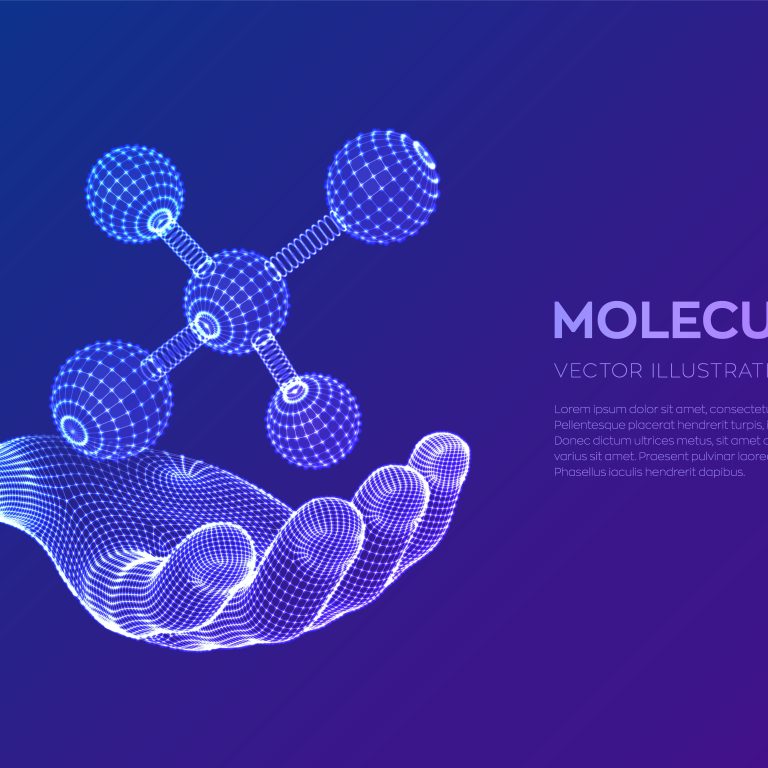 MOLECU
VECTOR ILLUSTRATI
Lorem ipsum dolor sit amet, consectetu
Pellentesque placerat hendrerit turpis, i
Donec dictum ultrices metus, sit amet c
varius sit amet. Praesent pulvinar laoree
Phasellus iaculis hendrerit dapibus.